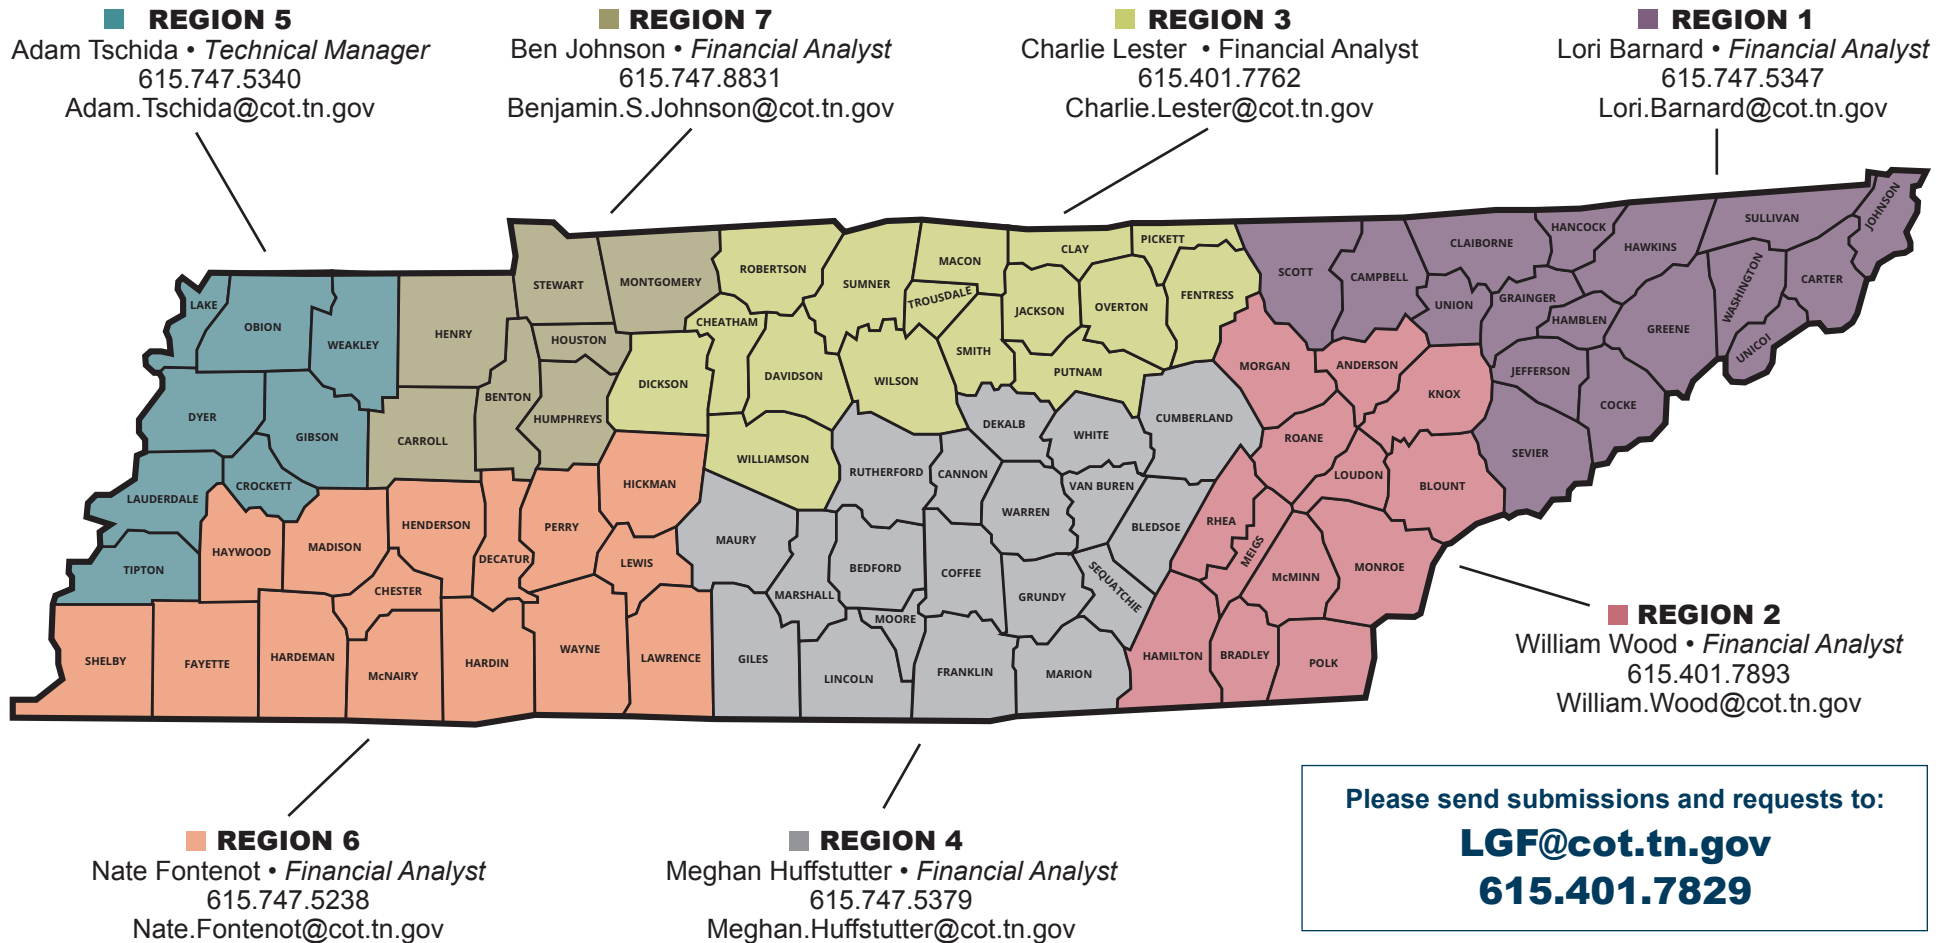 REGION 5
Adam Tschida • Technical Manager
615.747.5340
Adam.Tschida@cot.tn.gov
REGION 7
Ben Johnson • Financial Analyst
615.747.8831
Benjamin.S.Johnson@cot.tn.gov
REGION 3
Charlie Lester • Financial Analyst
615.401.7762
Charlie.Lester@cot.tn.gov
REGION 1
Lori Barnard • Financial Analyst
615.747.5347
Lori.Barnard@cot.tn.gov
LAKE
OBION
WEAKLEY
DYER
GIBSON
LAUDERDALE
CROCKETT
TIPTON
HENRY
STEWART
MONTGOMERY
HOUSTON
BENTON
HUMPHREYS
CARROLL
ROBERTSON
SUMNER
MACON
CLAY
PICKETT
TROUSDALE
CHEATHAM
JACKSON
OVERTON
FENTRESS
DICKSON
DAVIDSON
WILSON
SMITH
PUTNAM
WILLIAMSON
SCOTT
CAMPBELL
CLAIBORNE
HANCOCK
HAWKINS
SULLIVAN
JOHNSON
UNION
GRAINGER
HAMBLEN
GREENE
WASHINGTON
CARTER
UNICOI
JEFFERSON
COCKE
SEVIER
MORGAN
ANDERSON
KNOX
ROANE
LOUDON
BLOUNT
RHEA
MEIGS
McMINN
MONROE
HAMILTON
BRADLEY
POLK
CUMBERLAND
DEKALB
WHITE
RUTHERFORD
CANNON
VAN BUREN
WARREN
BLEDSOE
MAURY
BEDFORD
COFFEE
GRUNDY
SEQUATCHIE
MARSHALL
MOORE
GILES
LINCOLN
FRANKLIN
MARION
HICKMAN
HENDERSON
PERRY
HAYWOOD
MADISON
DECATUR
LEWIS
CHESTER
SHELBY
FAYETTE
HARDEMAN
McNAIRY
HARDIN
WAYNE
LAWRENCE
REGION 2
William Wood • Financial Analyst
615.401.7893
William.Wood@cot.tn.gov
REGION 6
Nate Fontenot • Financial Analyst
615.747.5238
Nate.Fontenot@cot.tn.gov
REGION 4
Meghan Huffstutter • Financial Analyst
615.747.5379
Meghan.Huffstutter@cot.tn.gov
Please send submissions and requests to:
LGF@cot.tn.gov
615.401.7829